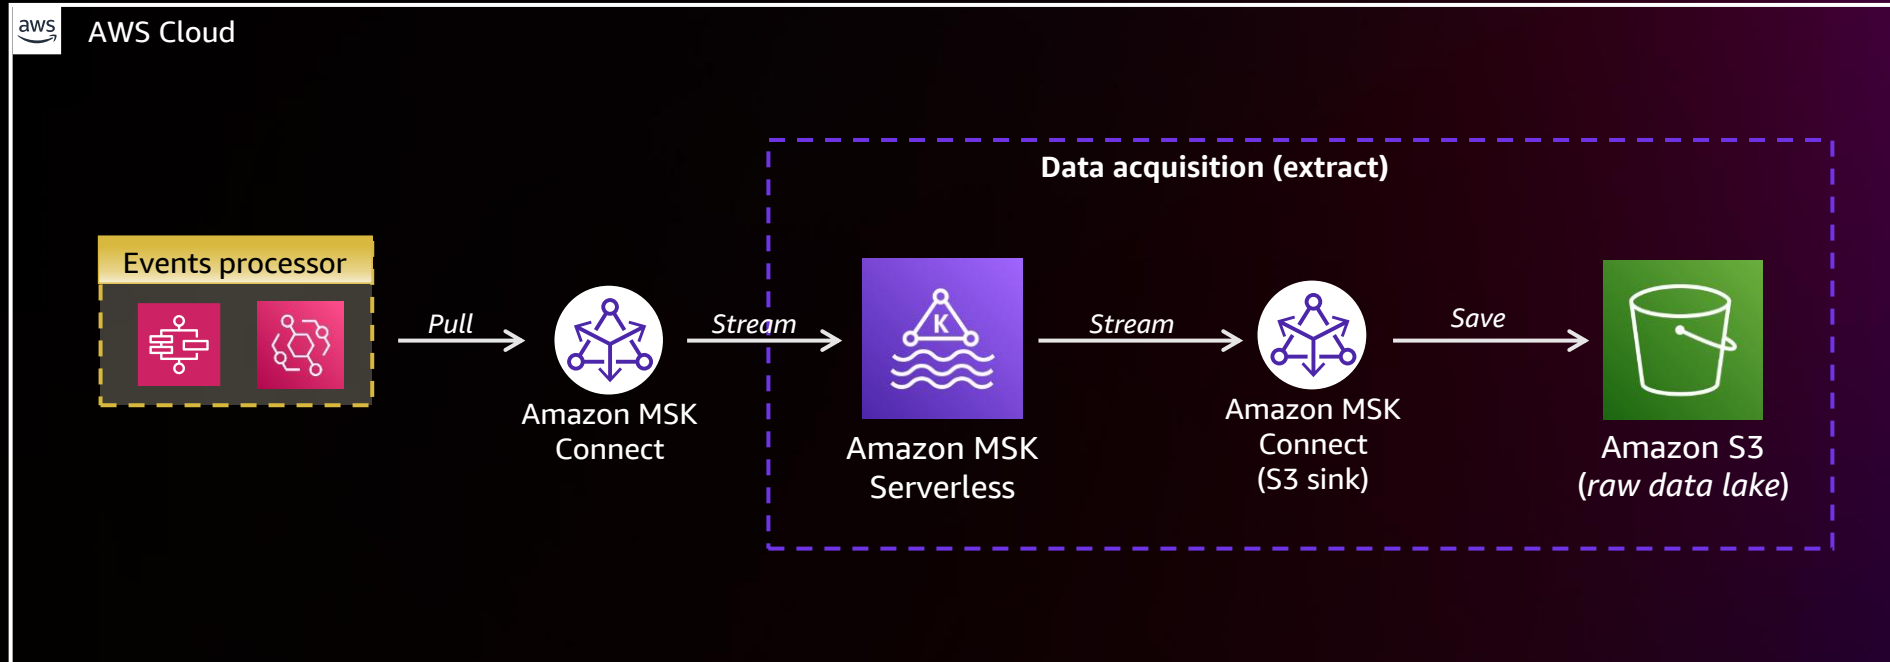 aws
AWS Cloud
Data acquisition (extract)
Events processor
Pull
Stream
Stream
Save
K
Amazon MSK
Connect
Amazon MSK
Serverless
Amazon MSK
Connect
(S3 sink)
Amazon S3
(raw data lake)